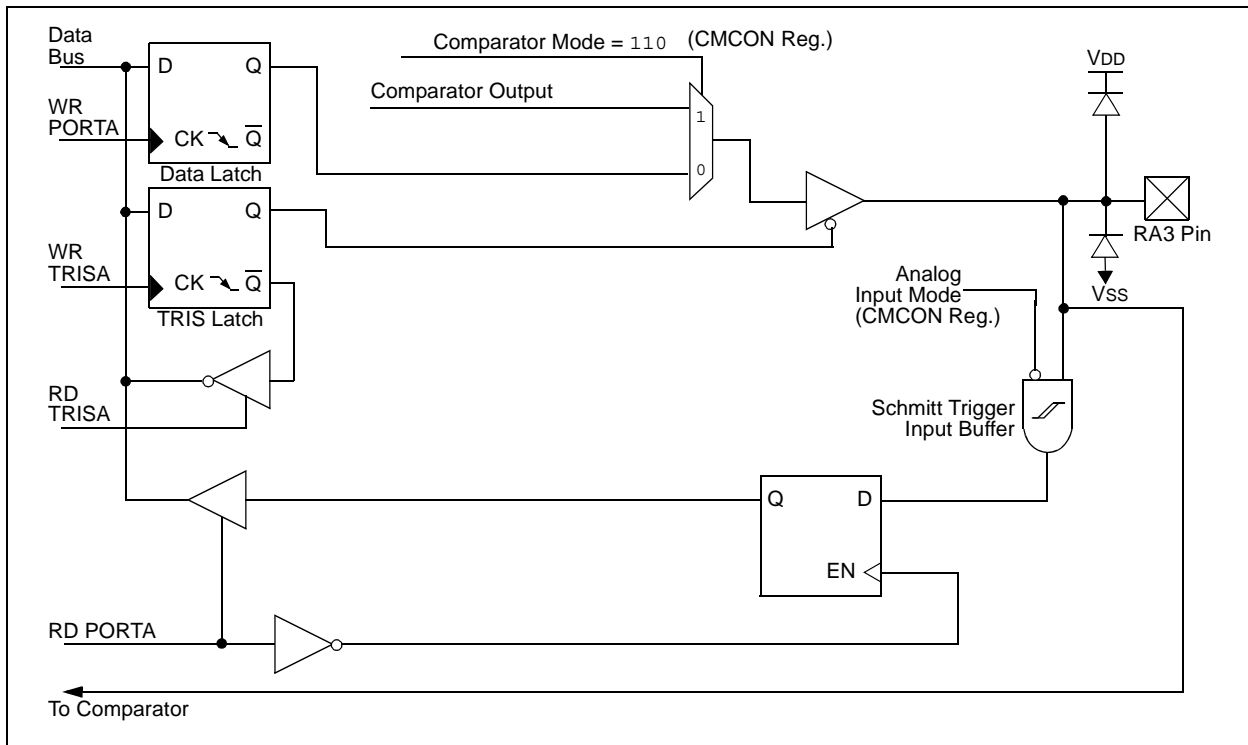 Data
Bus
D Q
WR
PORTA
CK Q̅
Data Latch
D Q
WR
TRISA
CK Q̅
TRIS Latch
RD
TRISA
Comparator Mode = 110 (CMCON Reg.)
Comparator Output
1
0
VDD
RA3 Pin
VSS
Analog
Input Mode
(CMCON Reg.)
Schmitt Trigger
Input Buffer
Q D
EN
RD PORTA
To Comparator